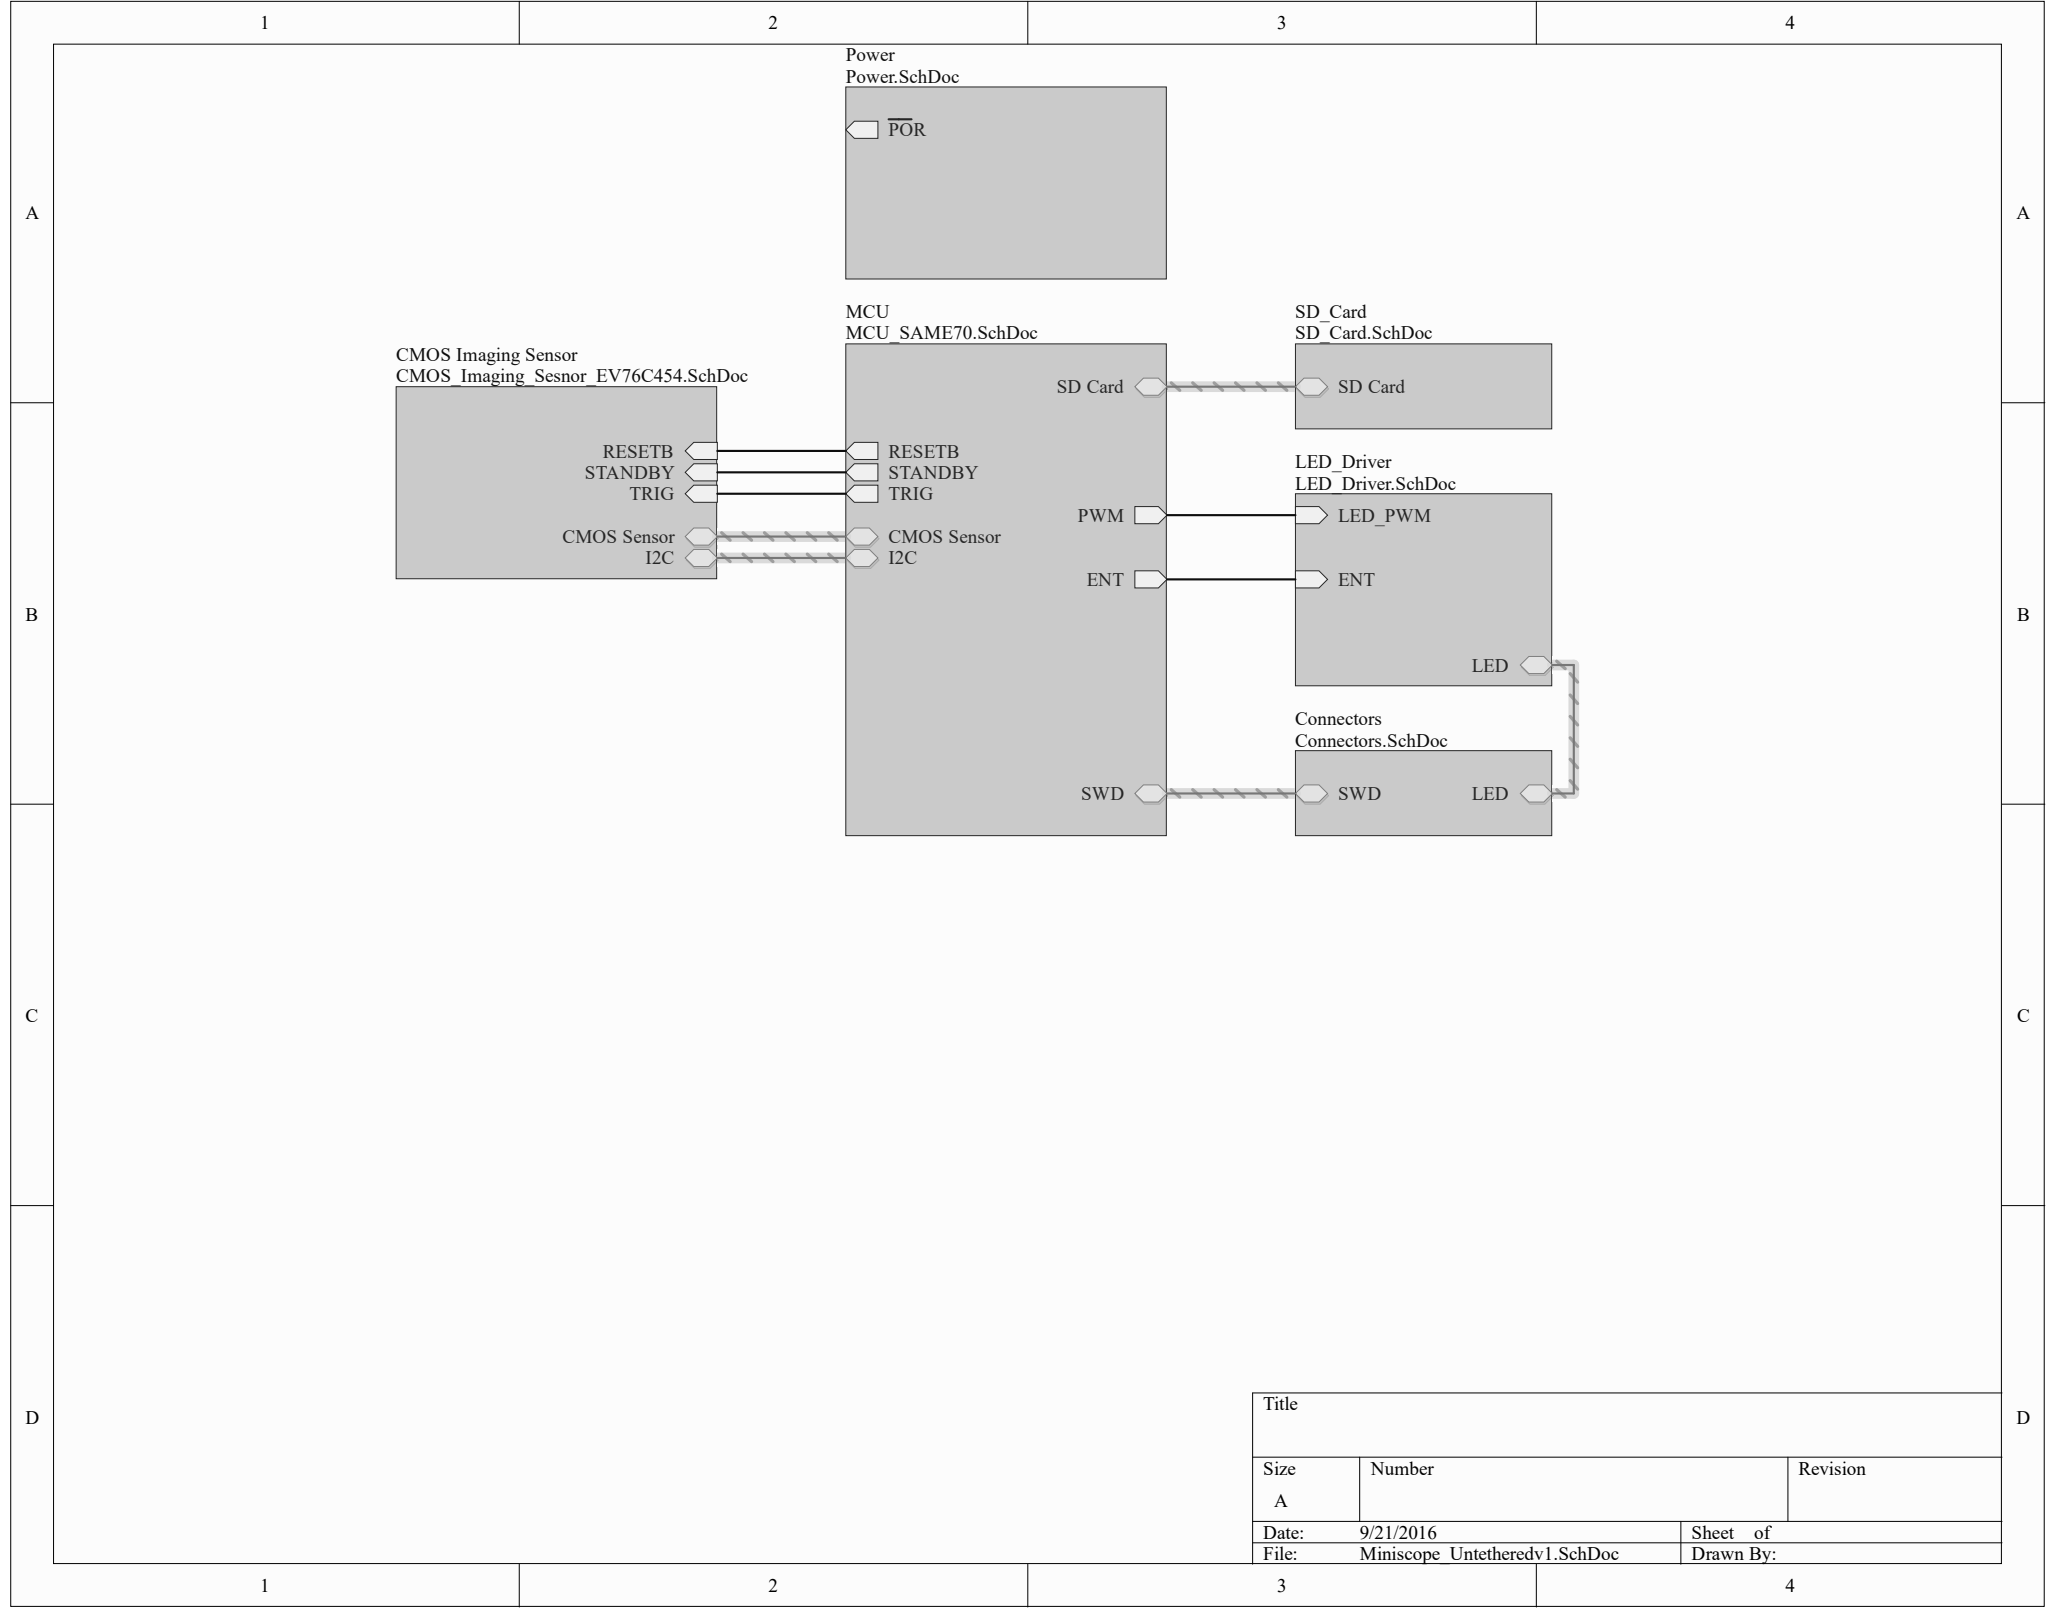 1 2 3 4
Power
Power.SchDoc
POR
A A
MCU
MCU_SAME70.SchDoc
SD_Card
SD_Card.SchDoc
CMOS Imaging Sensor
CMOS_Imaging_Sesnor_EV76C454.SchDoc
SD Card SD Card
RESETB RESETB
STANDBY STANDBY
TRIG TRIG
LED_Driver
LED_Driver.SchDoc
PWM LED_PWM
CMOS Sensor CMOS Sensor
I2C I2C
ENT ENT
B B
LED
Connectors
Connectors.SchDoc
SWD SWD LED
C C
Title
D D
Size Number Revision
A
Date: 9/21/2016 Sheet of
File: Miniscope_Untetheredv1.SchDoc Drawn By:
1 2 3 4